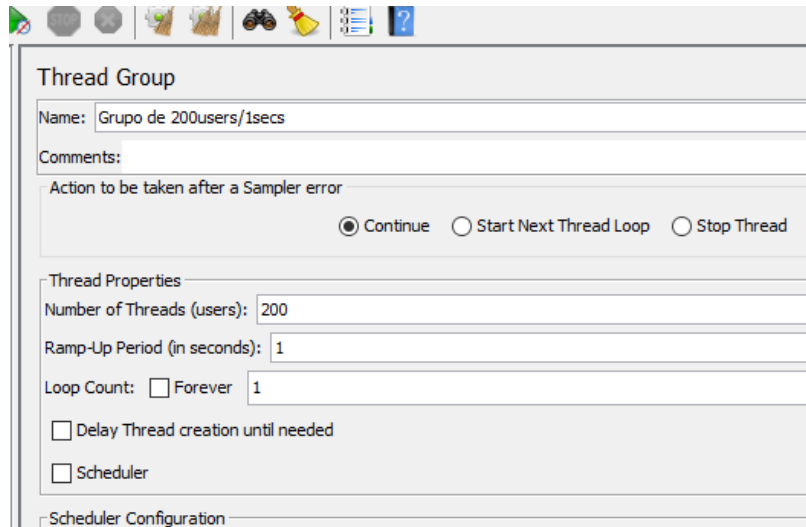 STOP
Thread Group
Name: Grupo de 200users/1secs
Comments:
Action to be taken after a Sampler error
Continue Start Next Thread Loop Stop Thread
Thread Properties
Number of Threads (users): 200
Ramp-Up Period (in seconds): 1
Loop Count: Forever 1
Delay Thread creation until needed
Scheduler
Scheduler Configuration